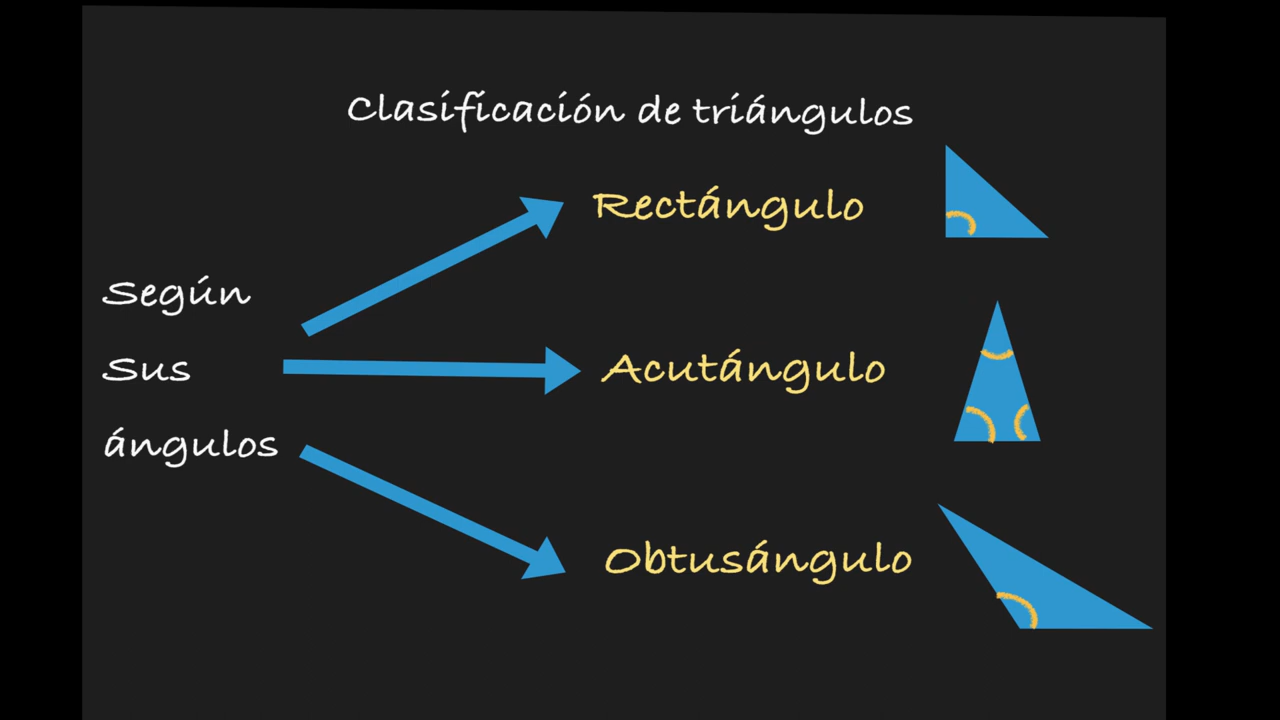 Clasificación de triángulos
Rectángulo
Según
Sus
ángulos
Acutángulo
Obtusángulo